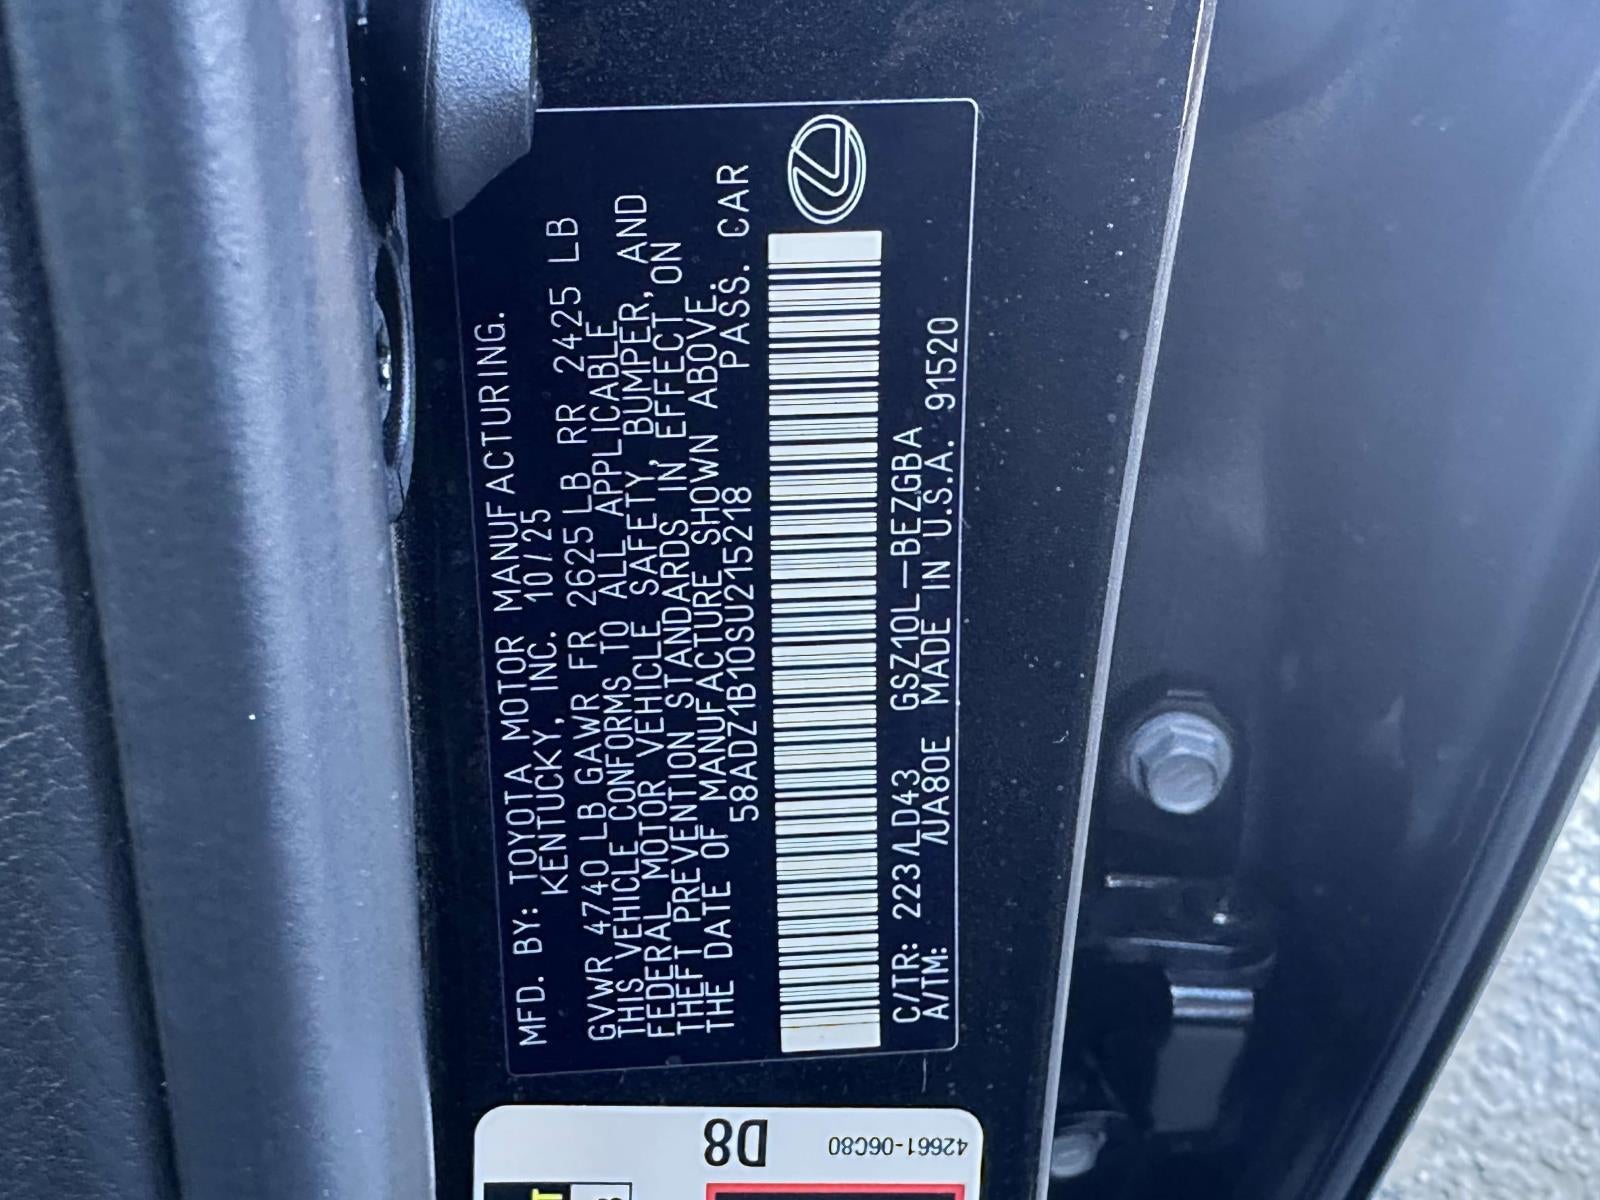 MFD. BY: TOYOTA MOTOR MANUFACTURING.
KENTUCKY, INC. 10/25
GVWR 4740 LB GAWR FR 2625 LB RR 2425 LB
THIS VEHICLE CONFORMS TO ALL APPLICABLE
FEDERAL MOTOR VEHICLE SAFETY, BUMPER, AND
THEFT PREVENTION STANDARDS IN EFFECT ON
THE DATE OF MANUFACTURE SHOWN ABOVE.
58ADZ1B10SU215218 PASS. CAR
C/TR: 223/LD43 GSZ10L-BEZGBA
A/TM: /UA80E MADE IN U.S.A. 91520
D8
42661-06C80